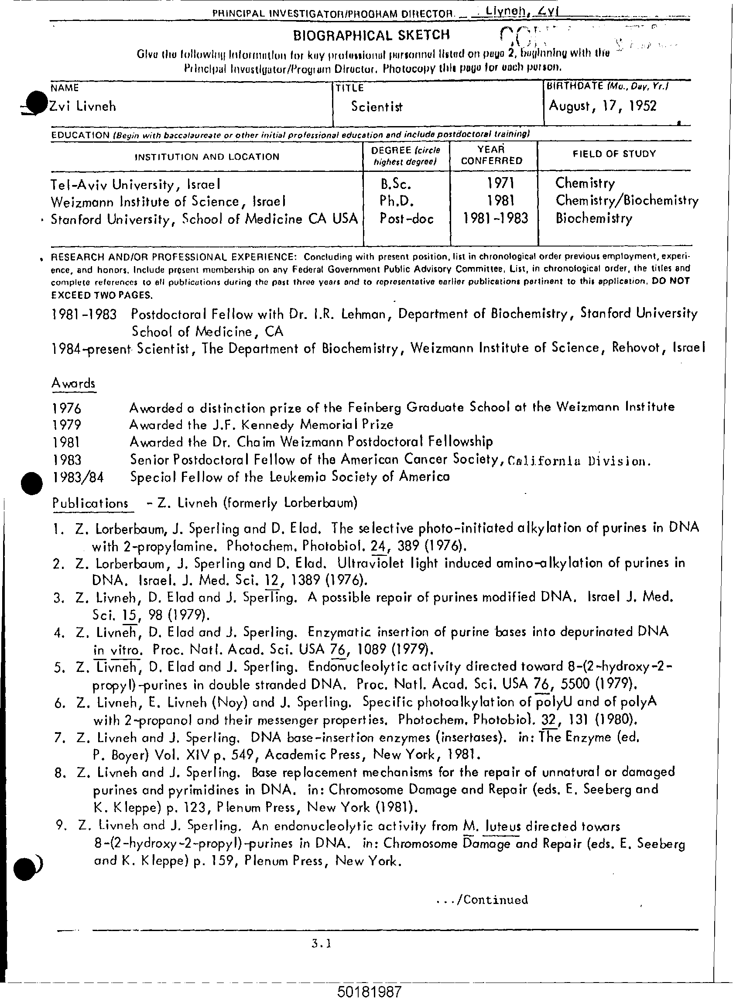 PRINCIPAL INVESTIGATOR/PROGRAM DIRECTOR. Livneh, Zvi
BIOGRAPHICAL SKETCH
Give the following information for key professional personnel listed on page 2, beginning with the
Principal Investigator/Program Director. Photocopy this page for each person.
NAME TITLE BIRTHDATE (Mo., Day, Yr.)
Zvi Livneh Scientist August, 17, 1952
EDUCATION (Begin with baccalaureate or other initial professional education and include postdoctoral training)
INSTITUTION AND LOCATION DEGREE (circle highest degree) YEAR CONFERRED FIELD OF STUDY
Tel-Aviv University, Israel B.Sc. 1971 Chemistry
Weizmann Institute of Science, Israel Ph.D. 1981 Chemistry/Biochemistry
Stanford University, School of Medicine CA USA Post-doc 1981-1983 Biochemistry
RESEARCH AND/OR PROFESSIONAL EXPERIENCE: Concluding with present position, list in chronological order previous employment, experi-
ence, and honors. Include present membership on any Federal Government Public Advisory Committee. List, in chronological order, the titles and
complete references to all publications during the past three years and to representative earlier publications pertinent to this application. DO NOT
EXCEED TWO PAGES.
1981-1983 Postdoctoral Fellow with Dr. I.R. Lehman, Department of Biochemistry, Stanford University
School of Medicine, CA
1984-present Scientist, The Department of Biochemistry, Weizmann Institute of Science, Rehovot, Israel
Awards
1976 Awarded a distinction prize of the Feinberg Graduate School at the Weizmann Institute
1979 Awarded the J.F. Kennedy Memorial Prize
1981 Awarded the Dr. Chaim Weizmann Postdoctoral Fellowship
1983 Senior Postdoctoral Fellow of the American Cancer Society, California Division.
1983/84 Special Fellow of the Leukemia Society of America
Publications - Z. Livneh (formerly Lorberbaum)
1. Z. Lorberbaum, J. Sperling and D. Elad. The selective photo-initiated alkylation of purines in DNA
with 2-propylamine. Photochem. Photobiol. 24, 389 (1976).
2. Z. Lorberbaum, J. Sperling and D. Elad. Ultraviolet light induced amino-alkylation of purines in
DNA. Israel. J. Med. Sci. 12, 1389 (1976).
3. Z. Livneh, D. Elad and J. Sperling. A possible repair of purines modified DNA. Israel J. Med.
Sci. 15, 98 (1979).
4. Z. Livneh, D. Elad and J. Sperling. Enzymatic insertion of purine bases into depurinated DNA
in vitro. Proc. Natl. Acad. Sci. USA 76, 1089 (1979).
5. Z. Livneh, D. Elad and J. Sperling. Endonucleolytic activity directed toward 8-(2-hydroxy-2-
propyl)-purines in double stranded DNA. Proc. Natl. Acad. Sci. USA 76, 5500 (1979).
6. Z. Livneh, E. Livneh (Noy) and J. Sperling. Specific photoalkylation of polyU and of polyA
with 2-propanol and their messenger properties. Photochem. Photobiol. 32, 131 (1980).
7. Z. Livneh and J. Sperling. DNA base-insertion enzymes (insertases). in: The Enzyme (ed.
P. Boyer) Vol. XIV p. 549, Academic Press, New York, 1981.
8. Z. Livneh and J. Sperling. Base replacement mechanisms for the repair of unnatural or damaged
purines and pyrimidines in DNA. in: Chromosome Damage and Repair (eds. E. Seeberg and
K. Kleppe) p. 123, Plenum Press, New York (1981).
9. Z. Livneh and J. Sperling. An endonucleolytic activity from M. luteus directed towars
8-(2-hydroxy-2-propyl)-purines in DNA. in: Chromosome Damage and Repair (eds. E. Seeberg
and K. Kleppe) p. 159, Plenum Press, New York.
.../Continued
3.1
50181987